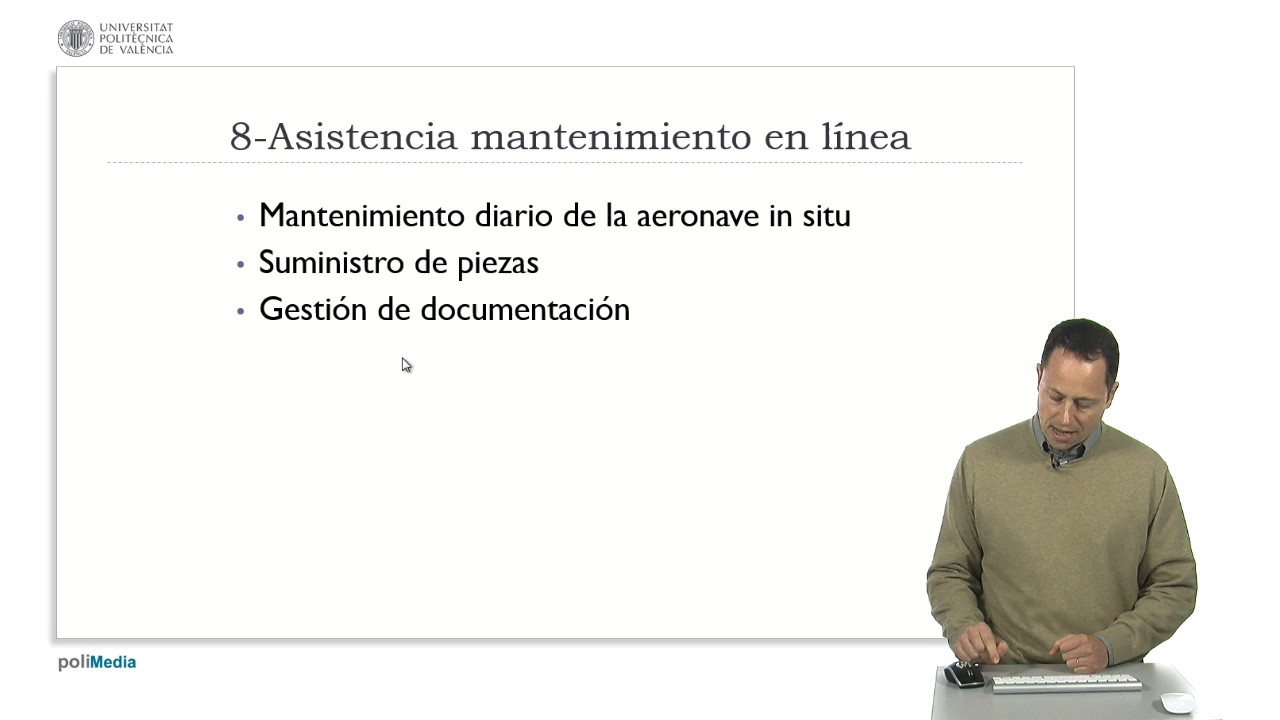 UNIVERSITAT
POLITÈCNICA
DE VALÈNCIA
8-Asistencia mantenimiento en línea
• Mantenimiento diario de la aeronave in situ
• Suministro de piezas
• Gestión de documentación
poliMedia